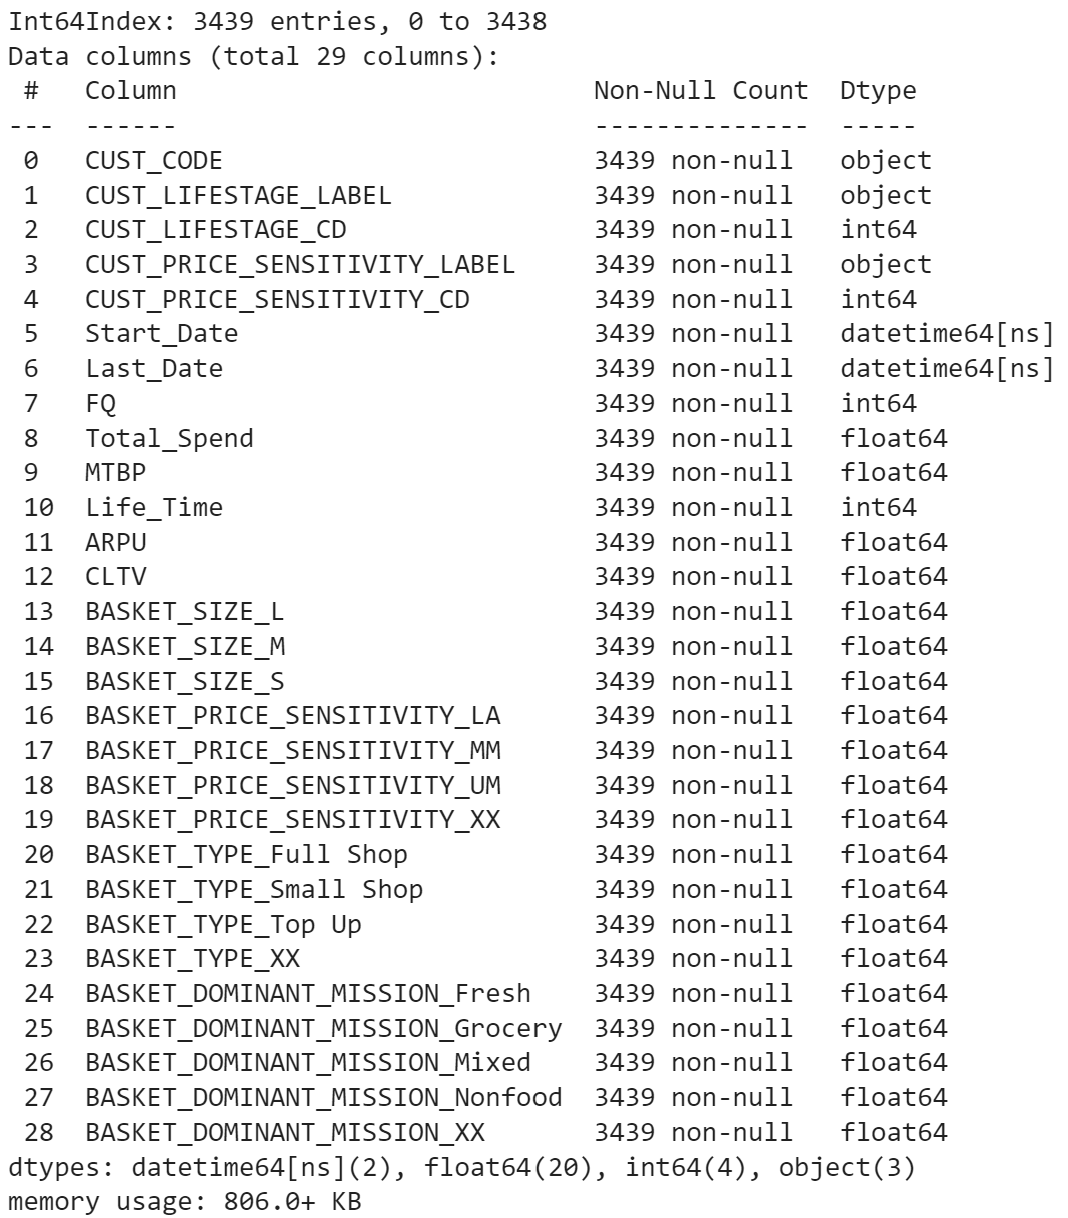 Int64Index: 3439 entries, 0 to 3438
Data columns (total 29 columns):
 #   Column                           Non-Null Count  Dtype
---  ------                           --------------  -----
 0   CUST_CODE                        3439 non-null   object
 1   CUST_LIFESTAGE_LABEL             3439 non-null   object
 2   CUST_LIFESTAGE_CD                3439 non-null   int64
 3   CUST_PRICE_SENSITIVITY_LABEL     3439 non-null   object
 4   CUST_PRICE_SENSITIVITY_CD        3439 non-null   int64
 5   Start_Date                       3439 non-null   datetime64[ns]
 6   Last_Date                        3439 non-null   datetime64[ns]
 7   FQ                               3439 non-null   int64
 8   Total_Spend                      3439 non-null   float64
 9   MTBP                             3439 non-null   float64
 10  Life_Time                        3439 non-null   int64
 11  ARPU                             3439 non-null   float64
 12  CLTV                             3439 non-null   float64
 13  BASKET_SIZE_L                    3439 non-null   float64
 14  BASKET_SIZE_M                    3439 non-null   float64
 15  BASKET_SIZE_S                    3439 non-null   float64
 16  BASKET_PRICE_SENSITIVITY_LA      3439 non-null   float64
 17  BASKET_PRICE_SENSITIVITY_MM      3439 non-null   float64
 18  BASKET_PRICE_SENSITIVITY_UM      3439 non-null   float64
 19  BASKET_PRICE_SENSITIVITY_XX      3439 non-null   float64
 20  BASKET_TYPE_Full Shop            3439 non-null   float64
 21  BASKET_TYPE_Small Shop           3439 non-null   float64
 22  BASKET_TYPE_Top Up               3439 non-null   float64
 23  BASKET_TYPE_XX                   3439 non-null   float64
 24  BASKET_DOMINANT_MISSION_Fresh    3439 non-null   float64
 25  BASKET_DOMINANT_MISSION_Grocery  3439 non-null   float64
 26  BASKET_DOMINANT_MISSION_Mixed    3439 non-null   float64
 27  BASKET_DOMINANT_MISSION_Nonfood  3439 non-null   float64
 28  BASKET_DOMINANT_MISSION_XX       3439 non-null   float64
dtypes: datetime64[ns](2), float64(20), int64(4), object(3)
memory usage: 806.0+ KB